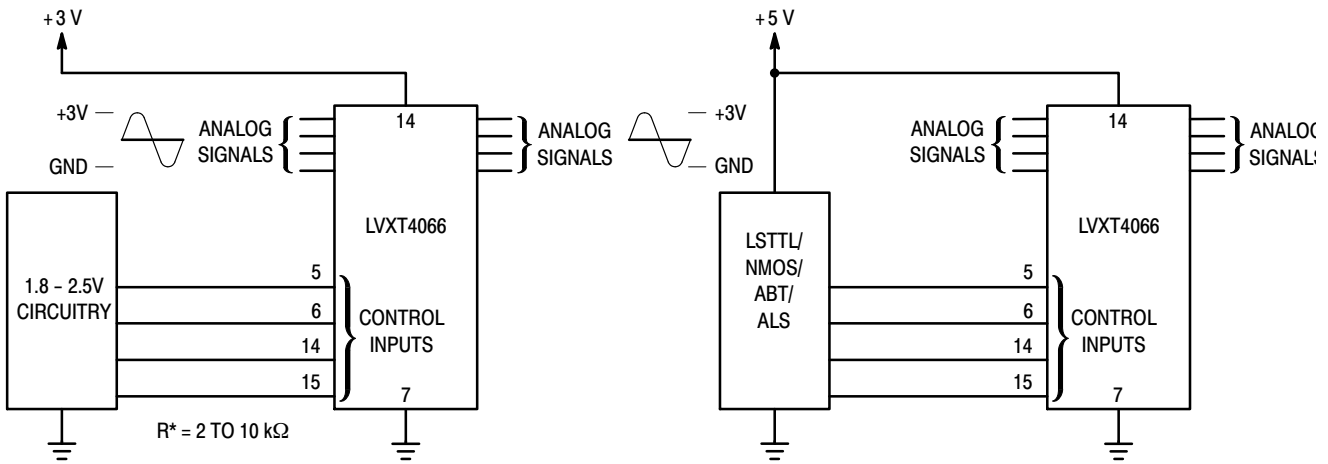 +3 V
+3V
GND
ANALOG
SIGNALS
14
ANALOG
SIGNALS
LVXT4066
1.8 – 2.5V
CIRCUITRY
5
6
14
15
CONTROL
INPUTS
7
R* = 2 TO 10 kΩ
+5 V
+3V
GND
ANALOG
SIGNALS
14
ANALOG
SIGNALS
LVXT4066
LSTTL/
NMOS/
ABT/
ALS
5
6
14
15
CONTROL
INPUTS
7